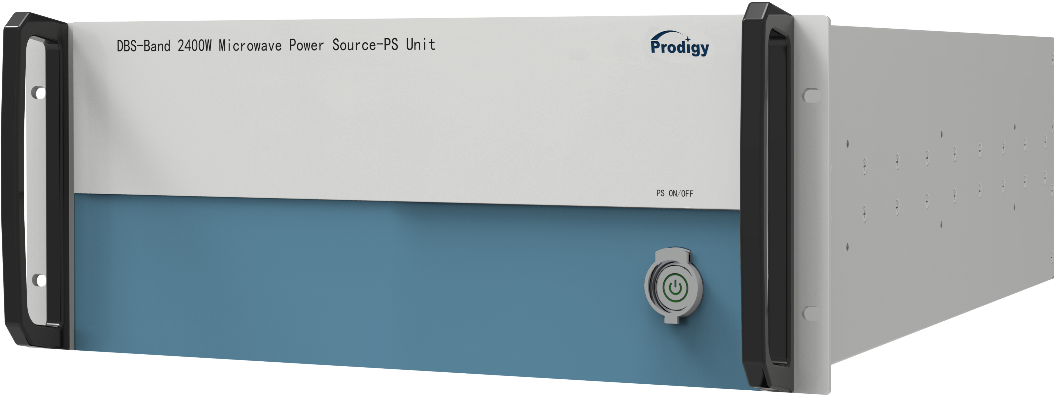 DBS-Band 2400W Microwave Power Source-PS Unit
Prodigy
PS ON/OFF